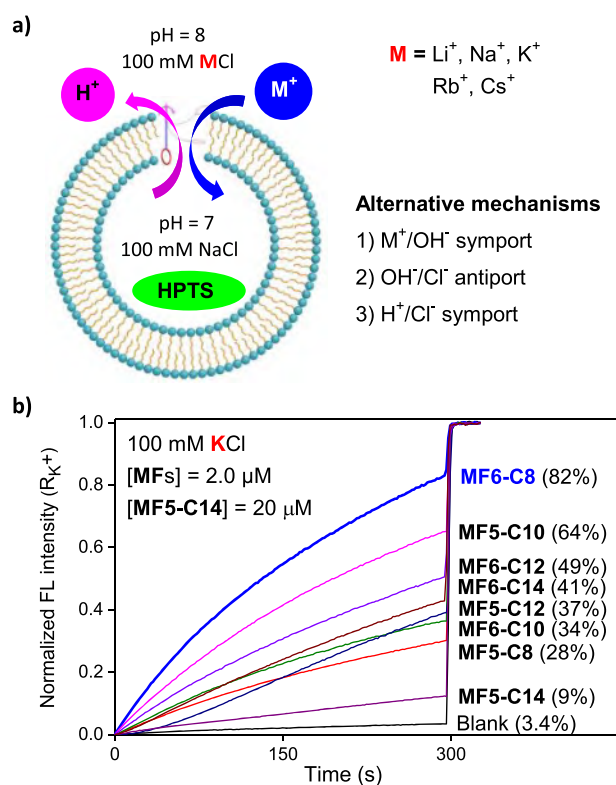 a)
pH = 8
100 mM MCl
H⁺
M⁺
M = Li⁺, Na⁺, K⁺
Rb⁺, Cs⁺
pH = 7
100 mM NaCl
HPTS
Alternative mechanisms
1) M⁺/OH⁻ symport
2) OH⁻/Cl⁻ antiport
3) H⁺/Cl⁻ symport
b)
Normalized FL intensity (R_K⁺)
1.0
0.8
0.6
0.4
0.2
0.0
100 mM KCl
[MFs] = 2.0 µM
[MF5-C14] = 20 µM
MF6-C8 (82%)
MF5-C10 (64%)
MF6-C12 (49%)
MF6-C14 (41%)
MF5-C12 (37%)
MF6-C10 (34%)
MF5-C8 (28%)
MF5-C14 (9%)
Blank (3.4%)
0
150
300
Time (s)